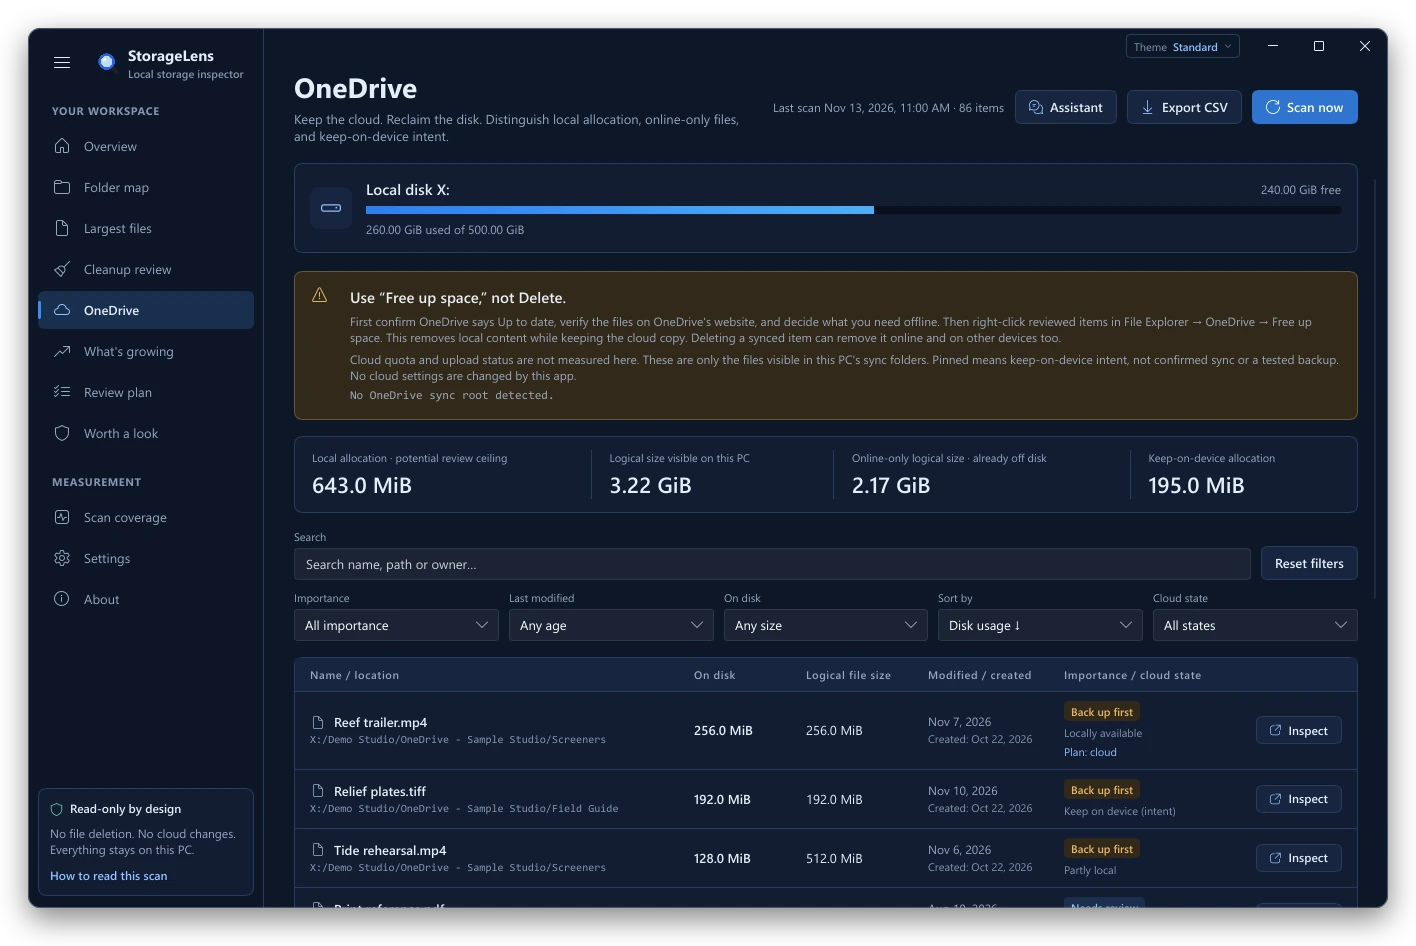 StorageLens
Local storage inspector
YOUR WORKSPACE
Overview
Folder map
Largest files
Cleanup review
OneDrive
What's growing
Review plan
Worth a look
MEASUREMENT
Scan coverage
Settings
About
Read-only by design
No file deletion. No cloud changes.
Everything stays on this PC.
How to read this scan
Theme Standard
OneDrive
Keep the cloud. Reclaim the disk. Distinguish local allocation, online-only files,
and keep-on-device intent.
Last scan Nov 13, 2026, 11:00 AM · 86 items
Assistant
Export CSV
Scan now
Local disk X:
240.00 GiB free
260.00 GiB used of 500.00 GiB
Use “Free up space,” not Delete.
First confirm OneDrive says Up to date, verify the files on OneDrive's website, and decide what you need offline. Then right-click reviewed items in File Explorer → OneDrive → Free up
space. This removes local content while keeping the cloud copy. Deleting a synced item can remove it online and on other devices too.
Cloud quota and upload status are not measured here. These are only the files visible in this PC's sync folders. Pinned means keep-on-device intent, not confirmed sync or a tested backup.
No cloud settings are changed by this app.
No OneDrive sync root detected.
Local allocation · potential review ceiling
643.0 MiB
Logical size visible on this PC
3.22 GiB
Online-only logical size · already off disk
2.17 GiB
Keep-on-device allocation
195.0 MiB
Search
Search name, path or owner...
Reset filters
Importance
All importance
Last modified
Any age
On disk
Any size
Sort by
Disk usage ↓
Cloud state
All states
Name / location
On disk
Logical file size
Modified / created
Importance / cloud state
Reef trailer.mp4
X:/Demo Studio/OneDrive - Sample Studio/Screeners
256.0 MiB
256.0 MiB
Nov 7, 2026
Created: Oct 22, 2026
Back up first
Locally available
Plan: cloud
Inspect
Relief plates.tiff
X:/Demo Studio/OneDrive - Sample Studio/Field Guide
192.0 MiB
192.0 MiB
Nov 10, 2026
Created: Oct 22, 2026
Back up first
Keep on device (intent)
Inspect
Tide rehearsal.mp4
X:/Demo Studio/OneDrive - Sample Studio/Screeners
128.0 MiB
512.0 MiB
Nov 6, 2026
Created: Oct 22, 2026
Back up first
Partly local
Inspect